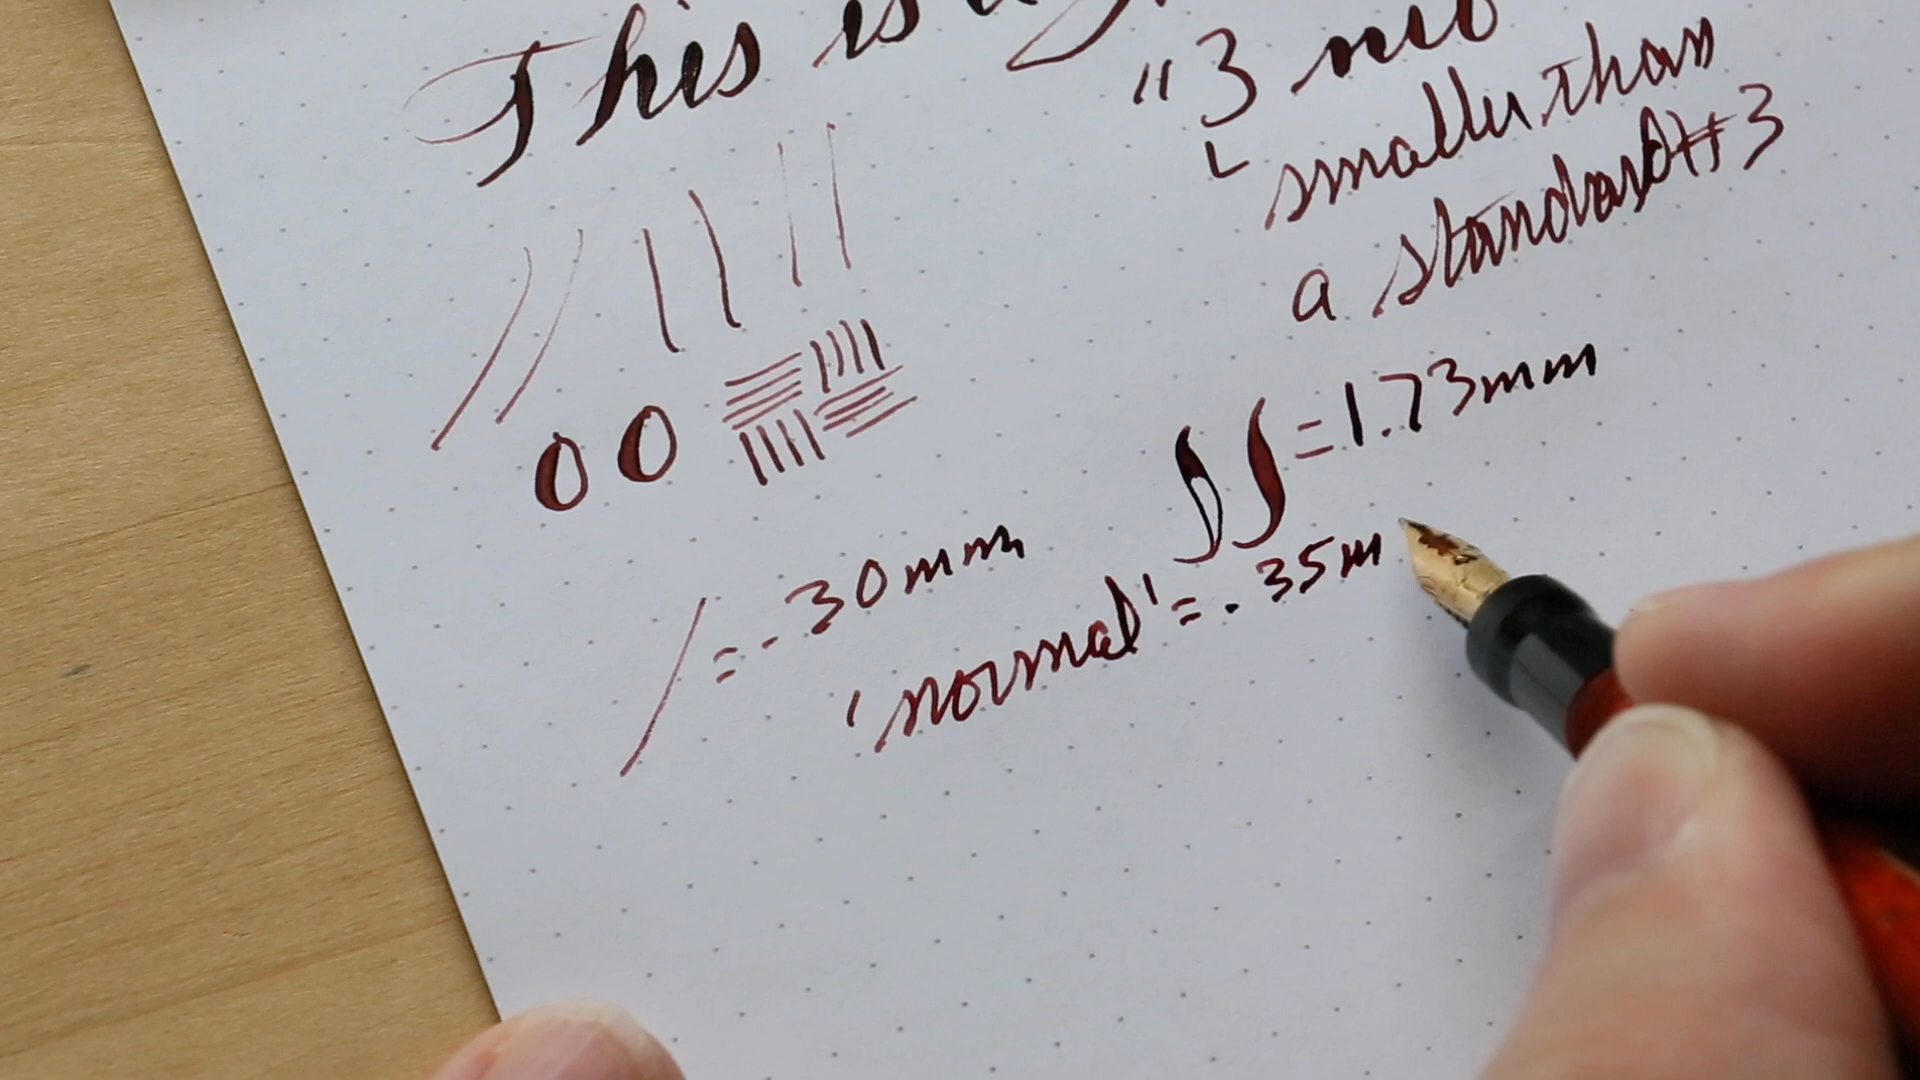 This is a
"3 nib
smaller than
a standard #3
00
= 1.73mm
= .30mm
'normal' = .35m